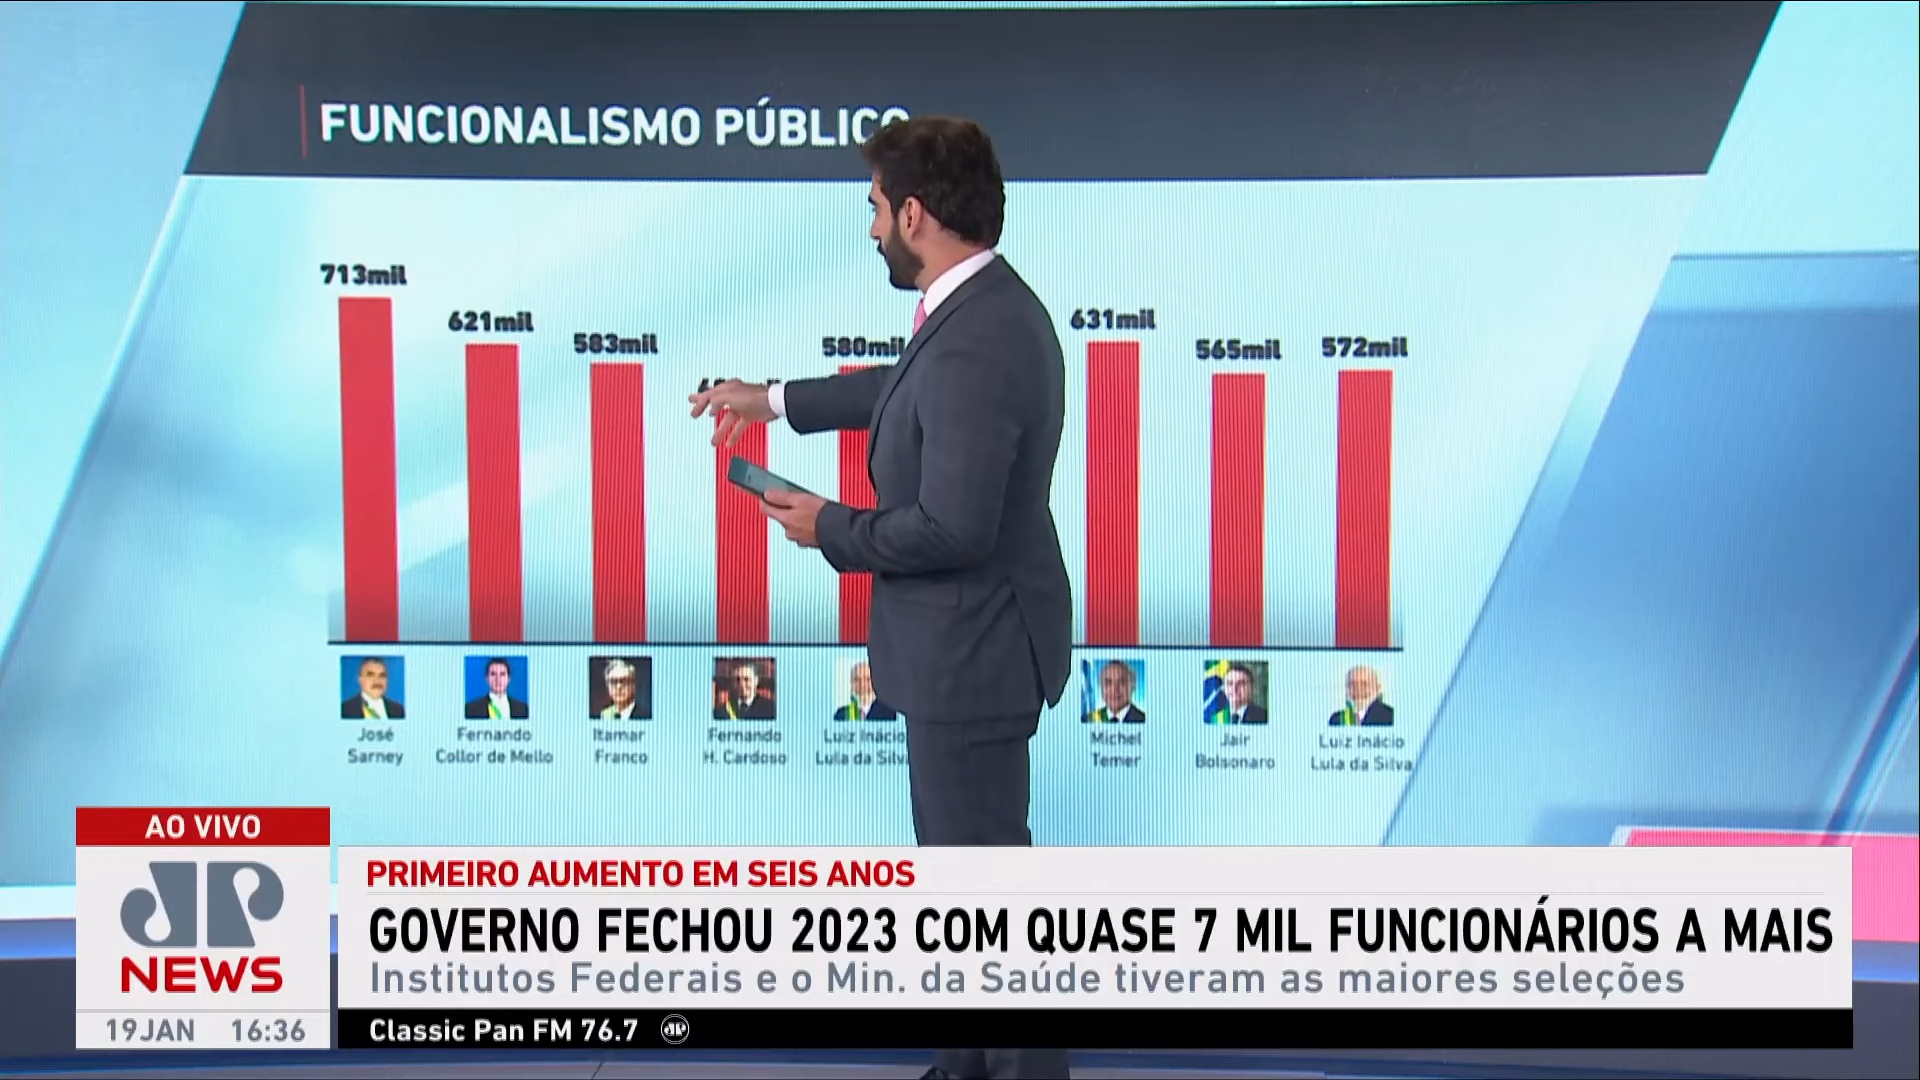 FUNCIONALISMO PÚBLICO
713mil
621mil
583mil
580mil
631mil
565mil
572mil
José
Sarney
Fernando
Collor de Mello
Itamar
Franco
Fernando
H. Cardoso
Luiz Inácio
Lula da Silva
Michel
Temer
Jair
Bolsonaro
Luiz Inácio
Lula da Silva
AO VIVO
JP
NEWS
19JAN 16:36
PRIMEIRO AUMENTO EM SEIS ANOS
GOVERNO FECHOU 2023 COM QUASE 7 MIL FUNCIONÁRIOS A MAIS
Institutos Federais e o Min. da Saúde tiveram as maiores seleções
Classic Pan FM 76.7 JP